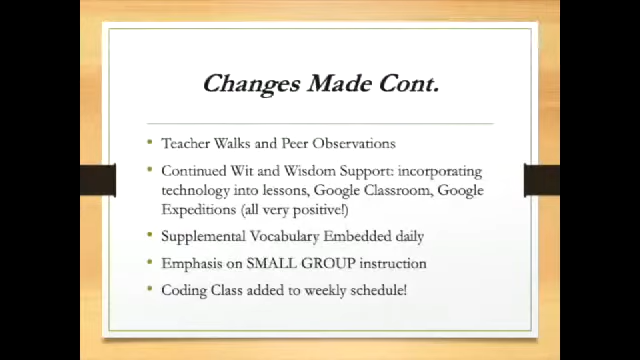 Changes Made Cont.
Teacher Walks and Peer Observations
Continued Wit and Wisdom Support: incorporating
technology into lessons, Google Classroom, Google
Expeditions (all very positive!)
Supplemental Vocabulary Embedded daily
Emphasis on SMALL GROUP instruction
Coding Class added to weekly schedule!